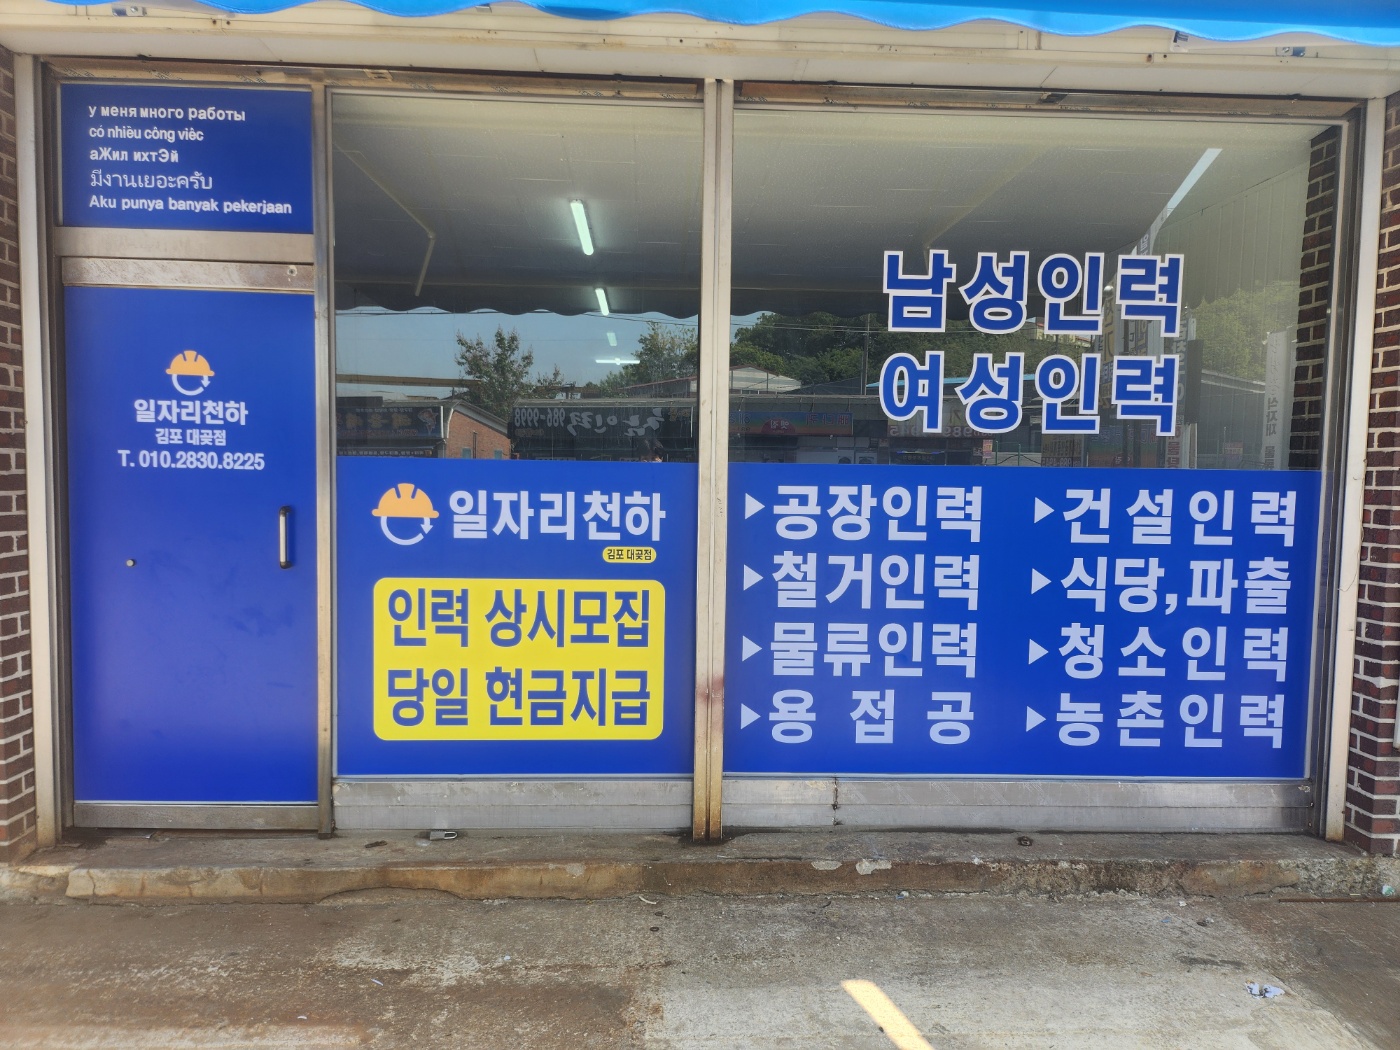 у меня много работы
có nhiều công việc
аЖил ихтЭй
มีงานเยอะครับ
Aku punya banyak pekerjaan
일자리천하
김포 대곶점
T. 010.2830.8225
일자리천하
김포 대곶점
인력 상시모집
당일 현금지급
남성인력
여성인력
▶공장인력
▶철거인력
▶물류인력
▶용 접 공
▶건설인력
▶식당,파출
▶청소인력
▶농촌인력
986-9998